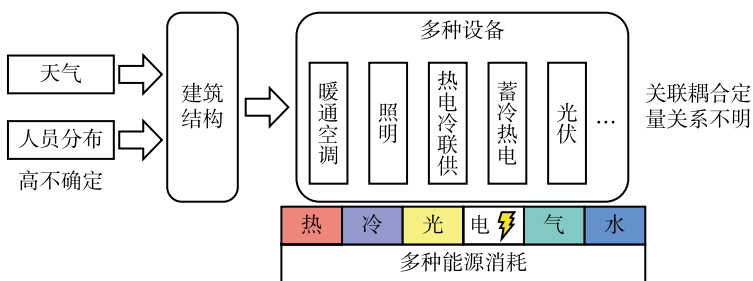 天气
人员分布
高不确定
建筑
结构
多种设备
暖通空调
照明
热电冷联供
蓄冷热电
光伏
…
关联耦合定
量关系不明
热 冷 光 电 气 水
多种能源消耗